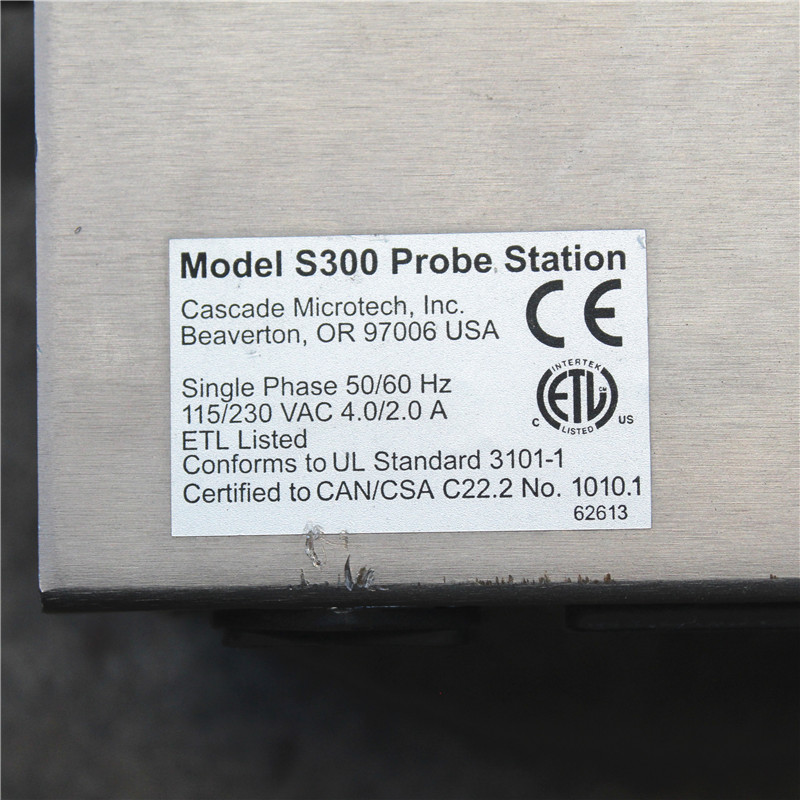 Model S300 Probe Station
Cascade Microtech, Inc.
Beaverton, OR 97006 USA
CE
Single Phase 50/60 Hz
115/230 VAC 4.0/2.0 A
ETL Listed
Conforms to UL Standard 3101-1
Certified to CAN/CSA C22.2 No. 1010.1
62613
INTERTEK
ETL CM
C US
LISTED